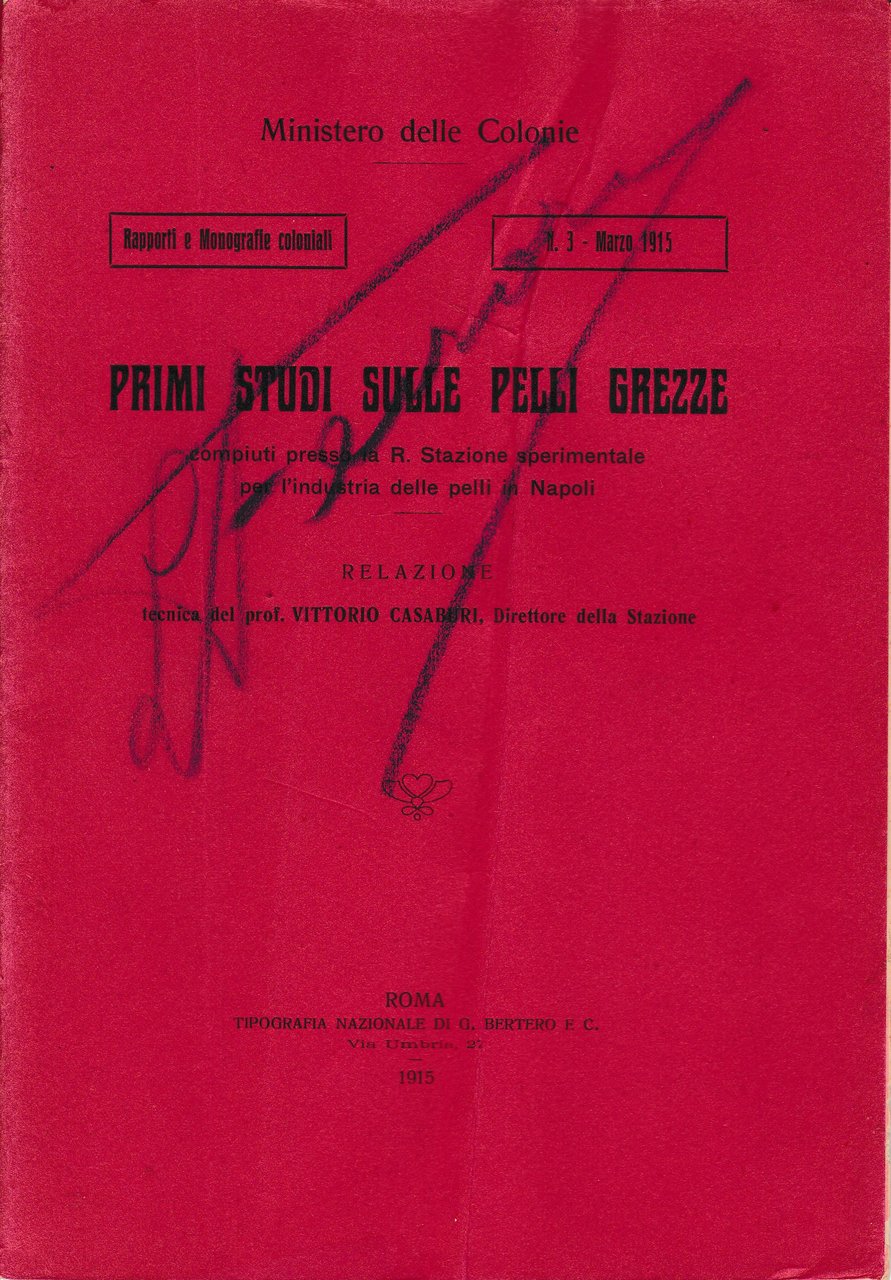 Ministero delle Colonie
Rapporti e Monografie coloniali
N. 3 - Marzo 1915
PRIMI STUDI SULLE PELLI GREZZE
compiuti presso la R. Stazione sperimentale
per l'industria delle pelli in Napoli
RELAZIONE
tecnica del prof. VITTORIO CASABURI, Direttore della Stazione
ROMA
TIPOGRAFIA NAZIONALE DI G. BERTERO E C.
Via Umbria, 27
1915